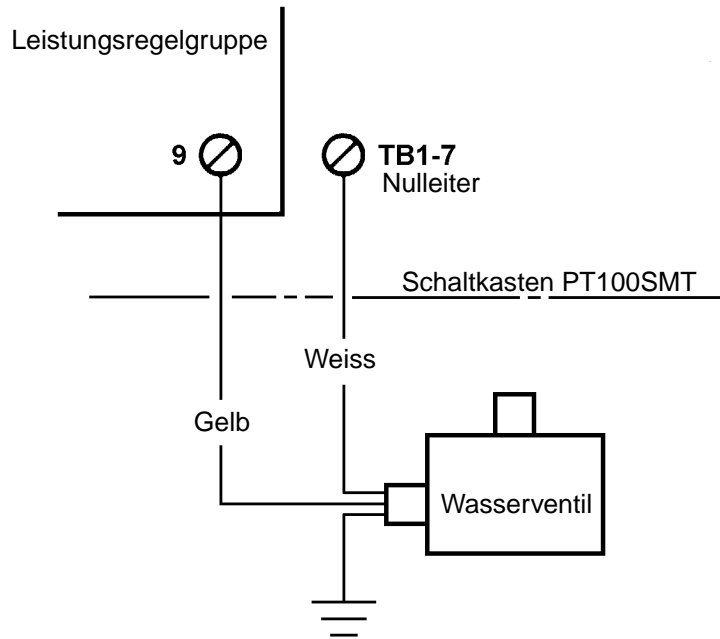 Leistungsregelgruppe
9
TB1-7
Nulleiter
Schaltkasten PT100SMT
Weiss
Gelb
Wasserventil